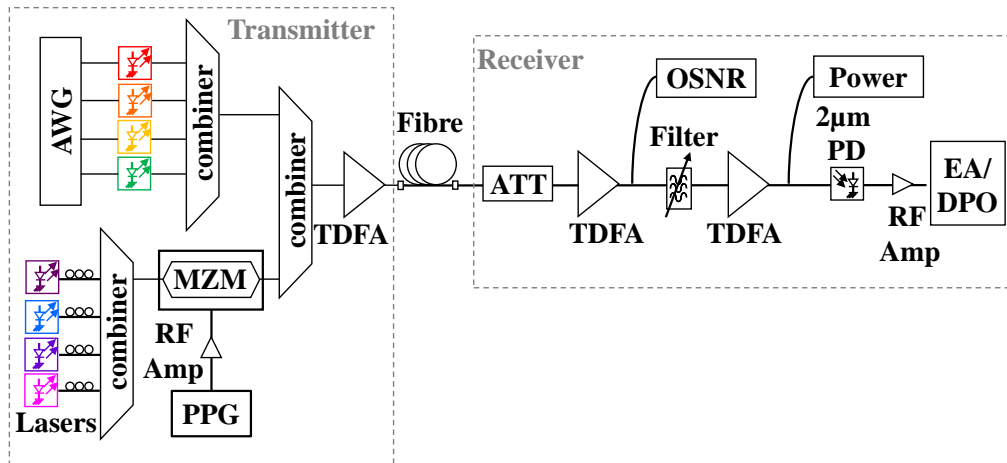 Transmitter
AWG
combiner
combiner
TDFA
Fibre
Receiver
ATT
TDFA
OSNR
Filter
TDFA
Power
2µm
PD
RF
Amp
EA/
DPO
Lasers
combiner
MZM
RF
Amp
PPG